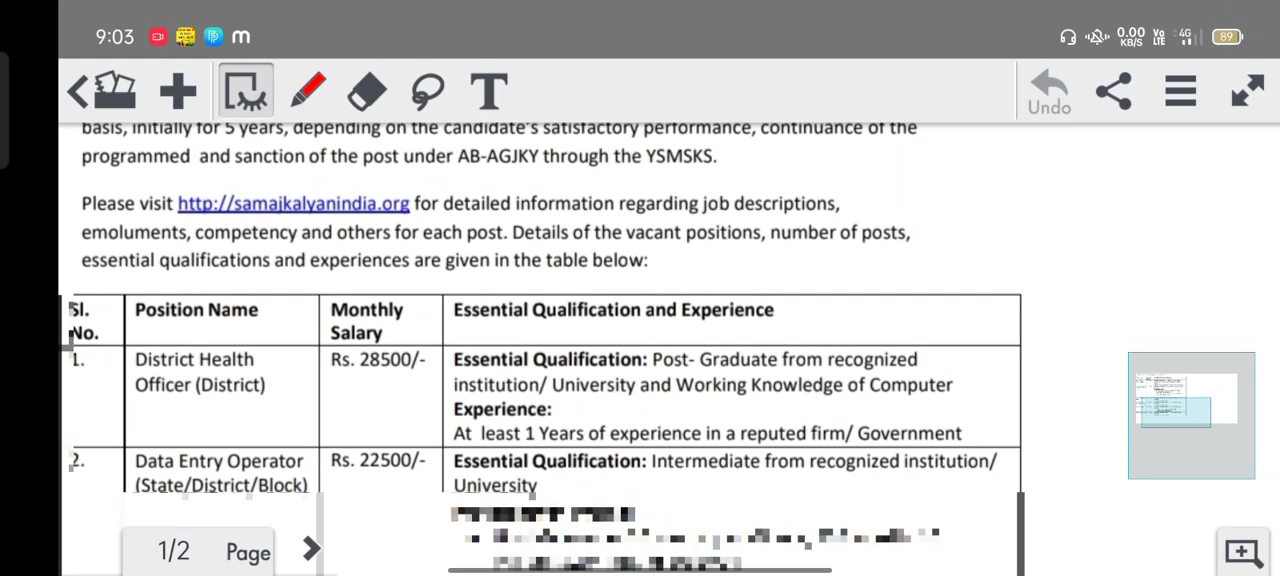 9:03 m 0.00 KB/S Vo LTE 4G 89
T Undo
basis, initially for 5 years, depending on the candidate's satisfactory performance, continuance of the
programmed and sanction of the post under AB-AGJKY through the YSMSKS.
Please visit http://samajkalyanindia.org for detailed information regarding job descriptions,
emoluments, competency and others for each post. Details of the vacant positions, number of posts,
essential qualifications and experiences are given in the table below:
Sl. No. Position Name Monthly Salary Essential Qualification and Experience
1. District Health Rs. 28500/- Essential Qualification: Post- Graduate from recognized
Officer (District) institution/ University and Working Knowledge of Computer
Experience:
At least 1 Years of experience in a reputed firm/ Government
2. Data Entry Operator Rs. 22500/- Essential Qualification: Intermediate from recognized institution/
(State/District/Block) University
1/2 Page